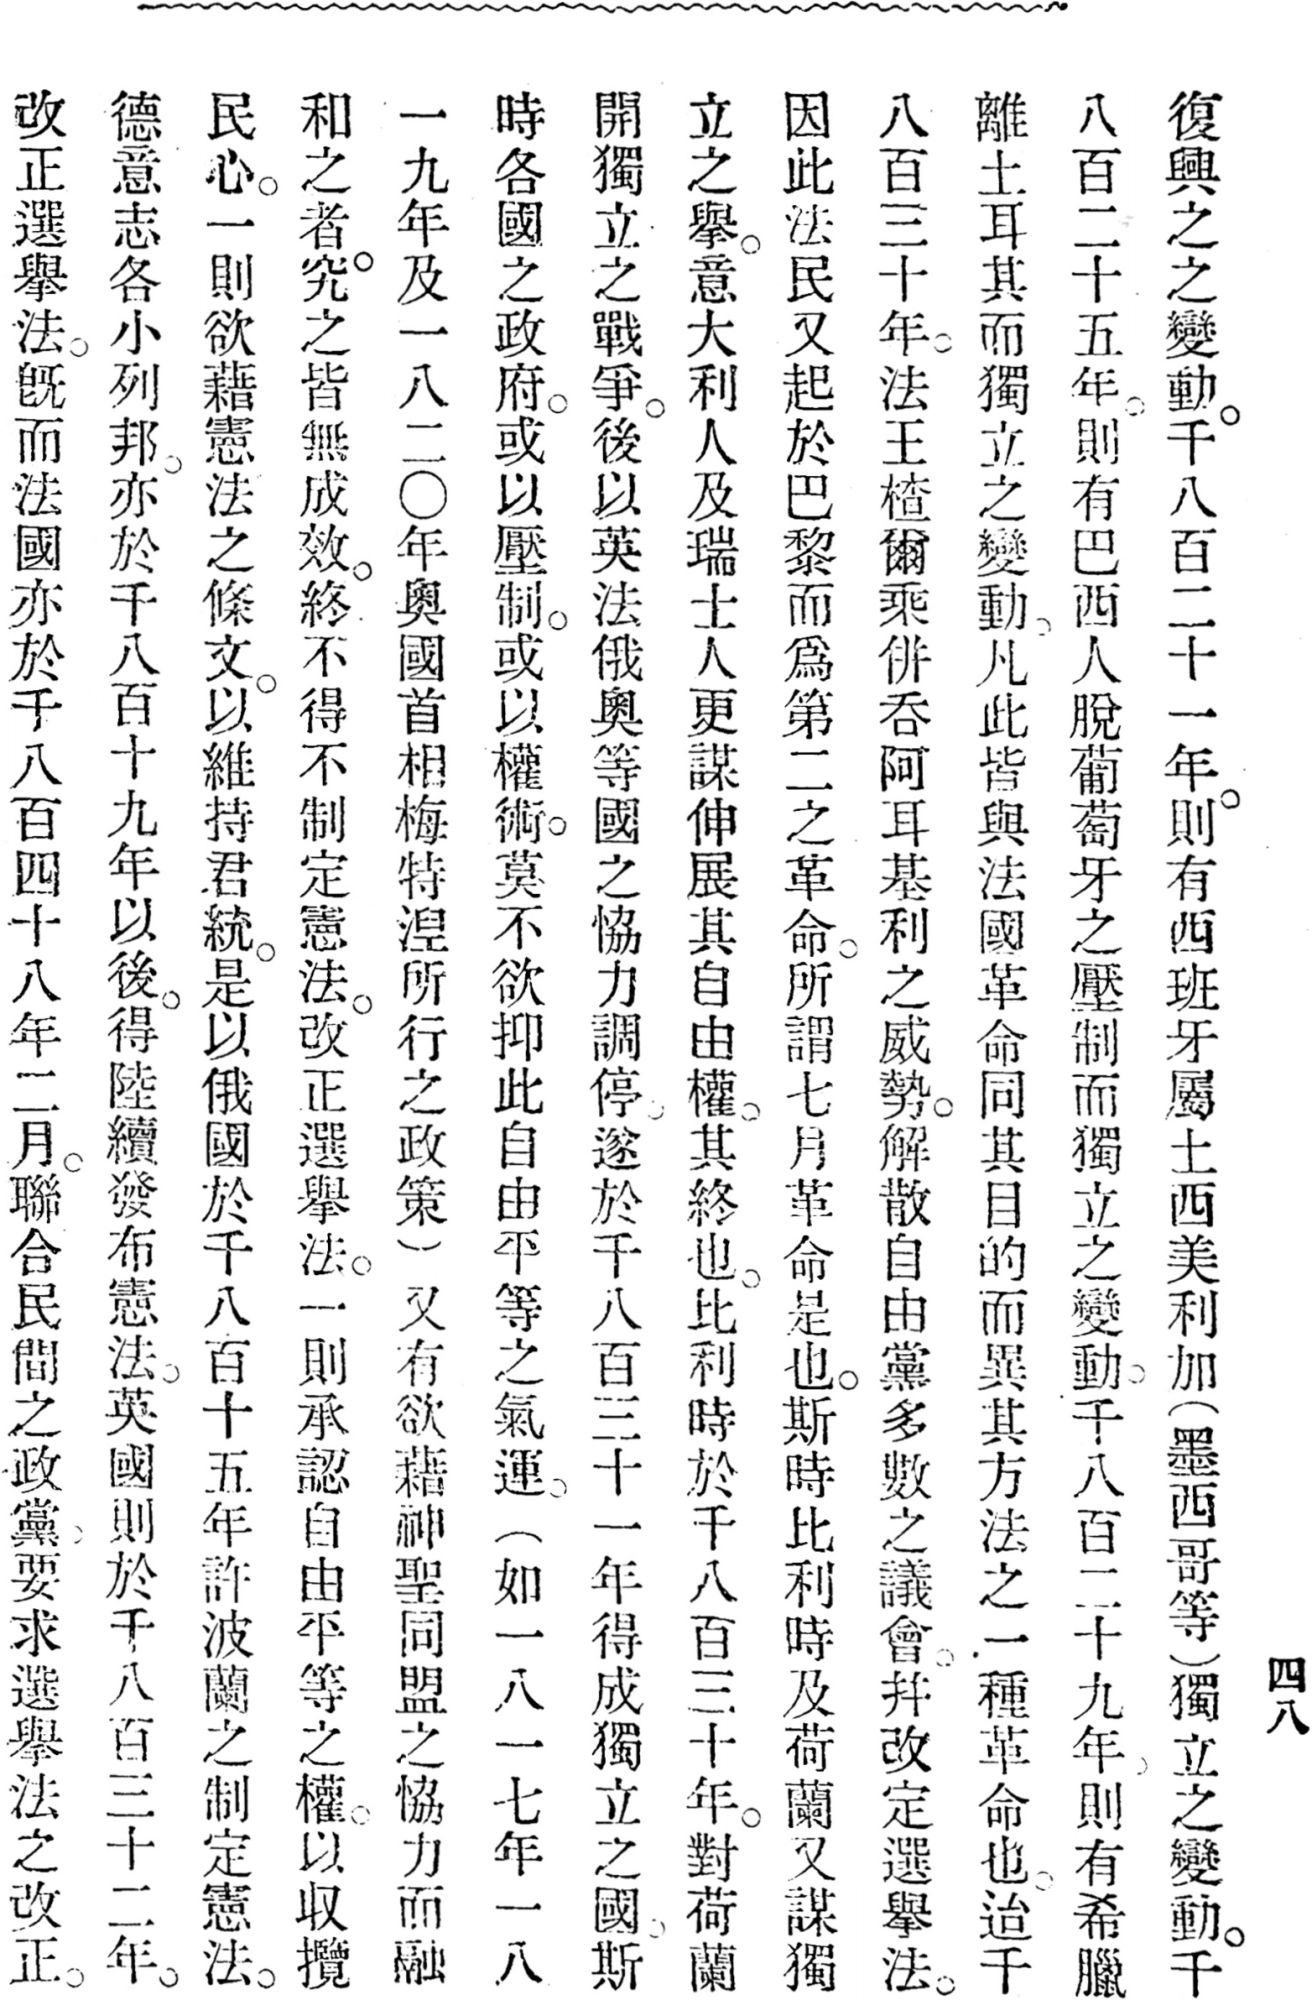 四八
復興之之變動。千八百二十一年。則有西班牙屬土西美利加（墨西哥等）獨立之變動。千
八百二十五年。則有巴西人脫葡萄牙之壓制而獨立之變動。千八百二十九年。則有希臘
離土耳其而獨立之變動。凡此皆與法國革命同其目的而異其方法之一種革命也。迨千
八百三十年。法王楂爾乘併吞阿耳基利之威勢。解散自由黨多數之議會。幷改定選舉法。
因此法民又起於巴黎而爲第二之革命。所謂七月革命是也。斯時比利時及荷蘭又謀獨
立之舉。意大利人及瑞士人更謀伸展其自由權。其終也。比利時於千八百三十年。對荷蘭
開獨立之戰爭。後以英法俄奧等國之恊力調停。遂於千八百三十一年得成獨立之國。斯
時各國之政府。或以壓制。或以權術。莫不欲抑此自由平等之氣運。（如一八一七年一八
一九年及一八二〇年奧國首相梅特湼所行之政策）又有欲藉神聖同盟之恊力而融
和之者。究之皆無成效。終不得不制定憲法。改正選舉法。一則承認自由平等之權。以収攬
民心。一則欲藉憲法之條文。以維持君統。是以俄國於千八百十五年許波蘭之制定憲法。
德意志各小列邦。亦於千八百十九年以後。得陸續發布憲法。英國則於千八百三十二年。
改正選舉法。旣而法國亦於千八百四十八年二月。聯合民間之政黨。要求選舉法之改正。